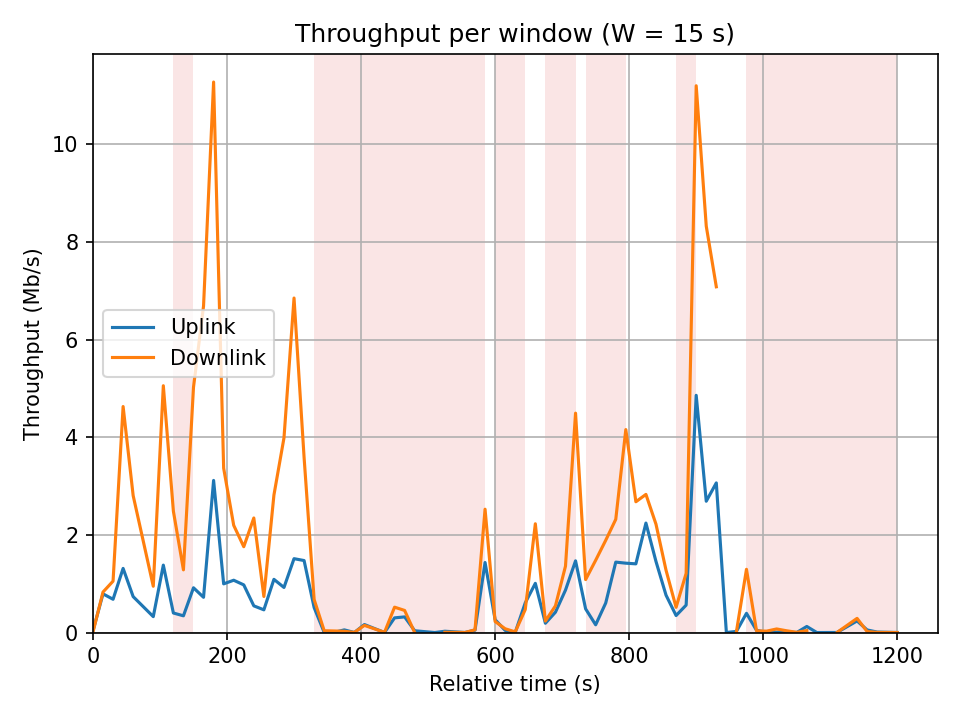 Throughput per window (W = 15 s)
Throughput (Mb/s)
10
8
6
4
2
0
Uplink
Downlink
0 200 400 600 800 1000 1200
Relative time (s)